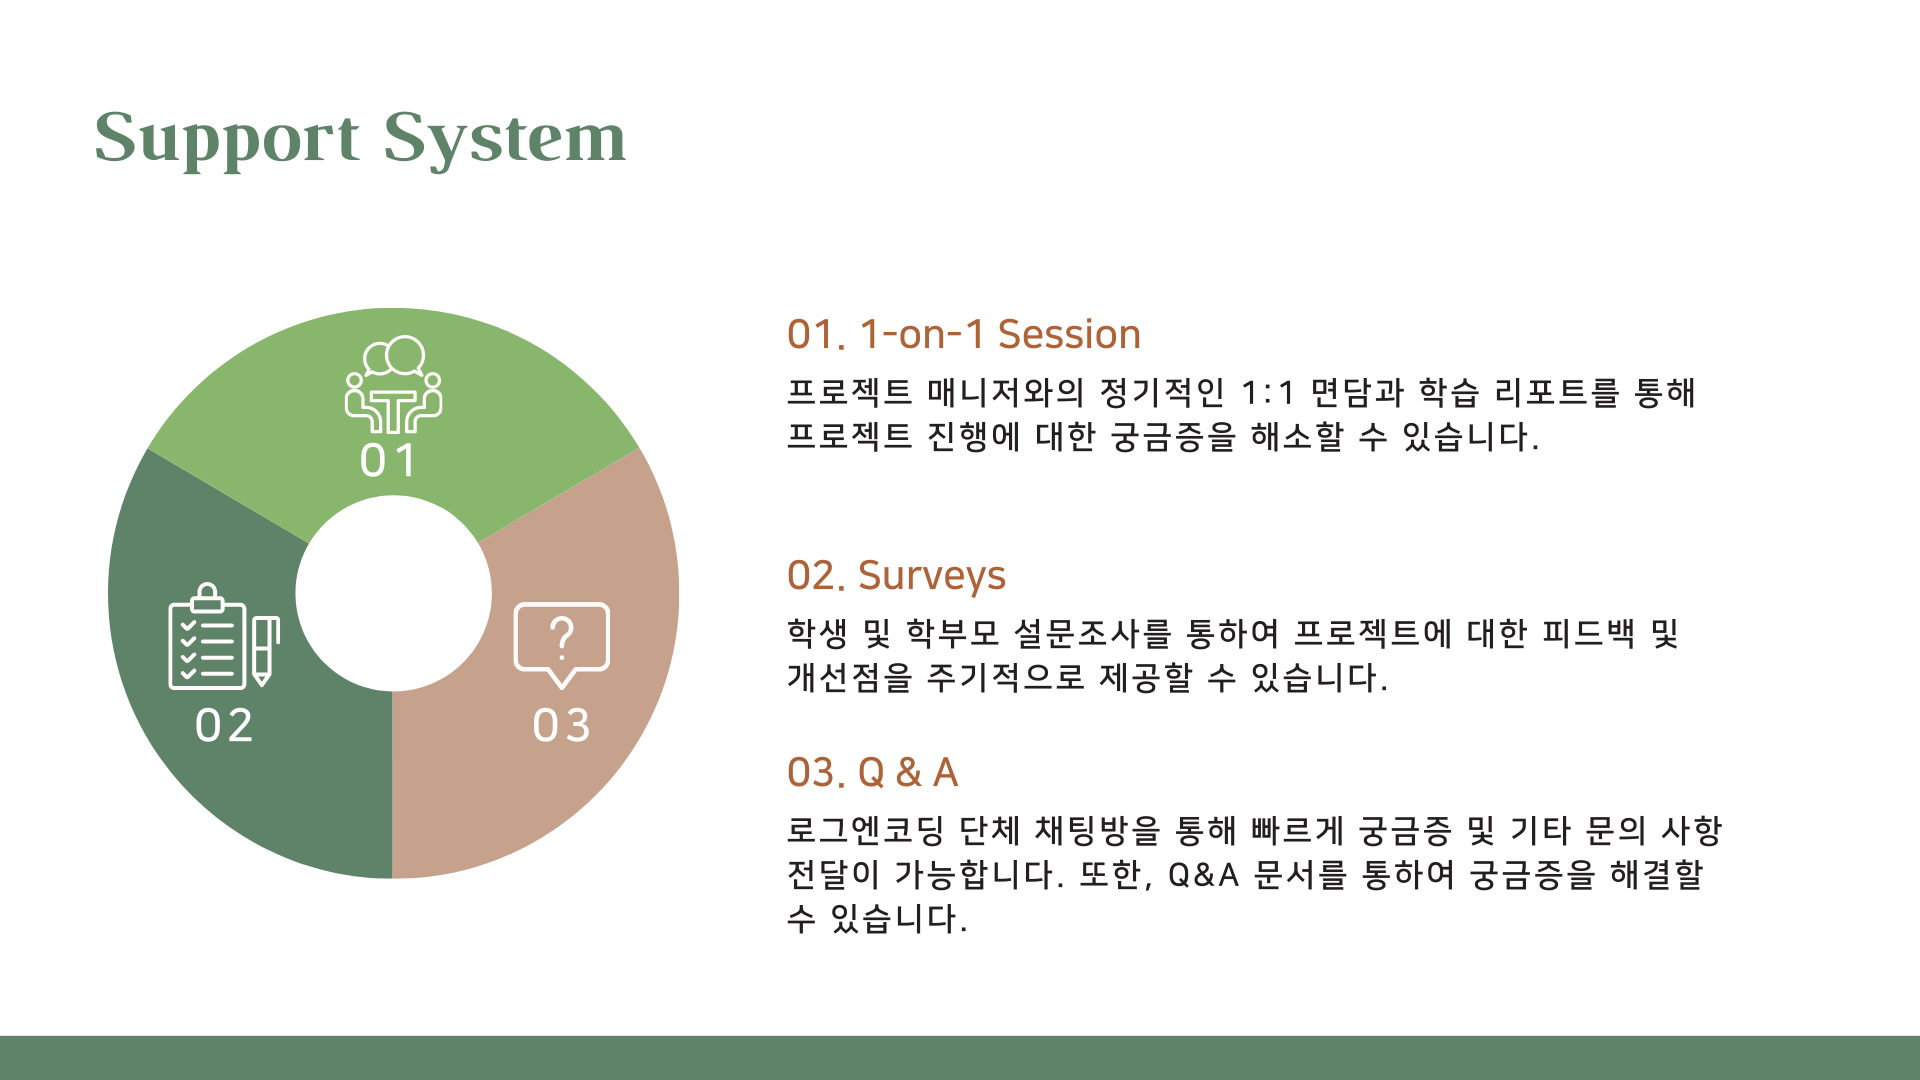 Support System
01
02
03
01. 1-on-1 Session
프로젝트 매니저와의 정기적인 1:1 면담과 학습 리포트를 통해
프로젝트 진행에 대한 궁금증을 해소할 수 있습니다.
02. Surveys
학생 및 학부모 설문조사를 통하여 프로젝트에 대한 피드백 및
개선점을 주기적으로 제공할 수 있습니다.
03. Q & A
로그엔코딩 단체 채팅방을 통해 빠르게 궁금증 및 기타 문의 사항
전달이 가능합니다. 또한, Q&A 문서를 통하여 궁금증을 해결할
수 있습니다.